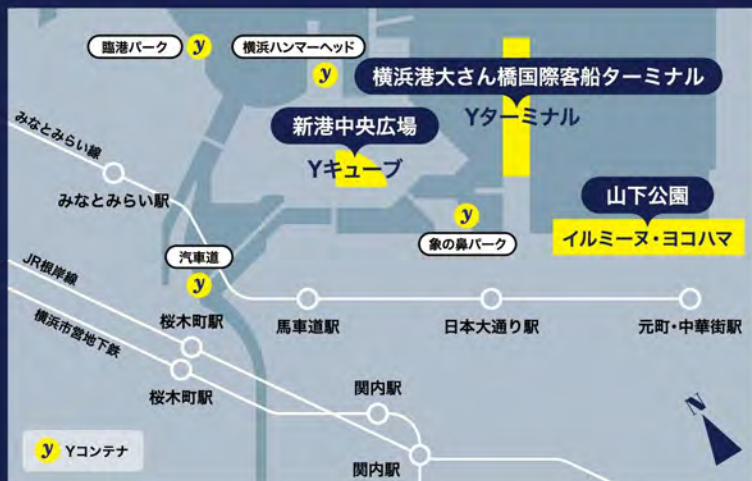 臨港パーク
y
横浜ハンマーヘッド
y
横浜港大さん橋国際客船ターミナル
Yターミナル
新港中央広場
Yキューブ
みなとみらい線
みなとみらい駅
山下公園
イルミーヌ・ヨコハマ
y
象の鼻パーク
汽車道
y
JR根岸線
横浜市営地下鉄
桜木町駅
馬車道駅
日本大通り駅
元町・中華街駅
桜木町駅
関内駅
関内駅
N
y Yコンテナ